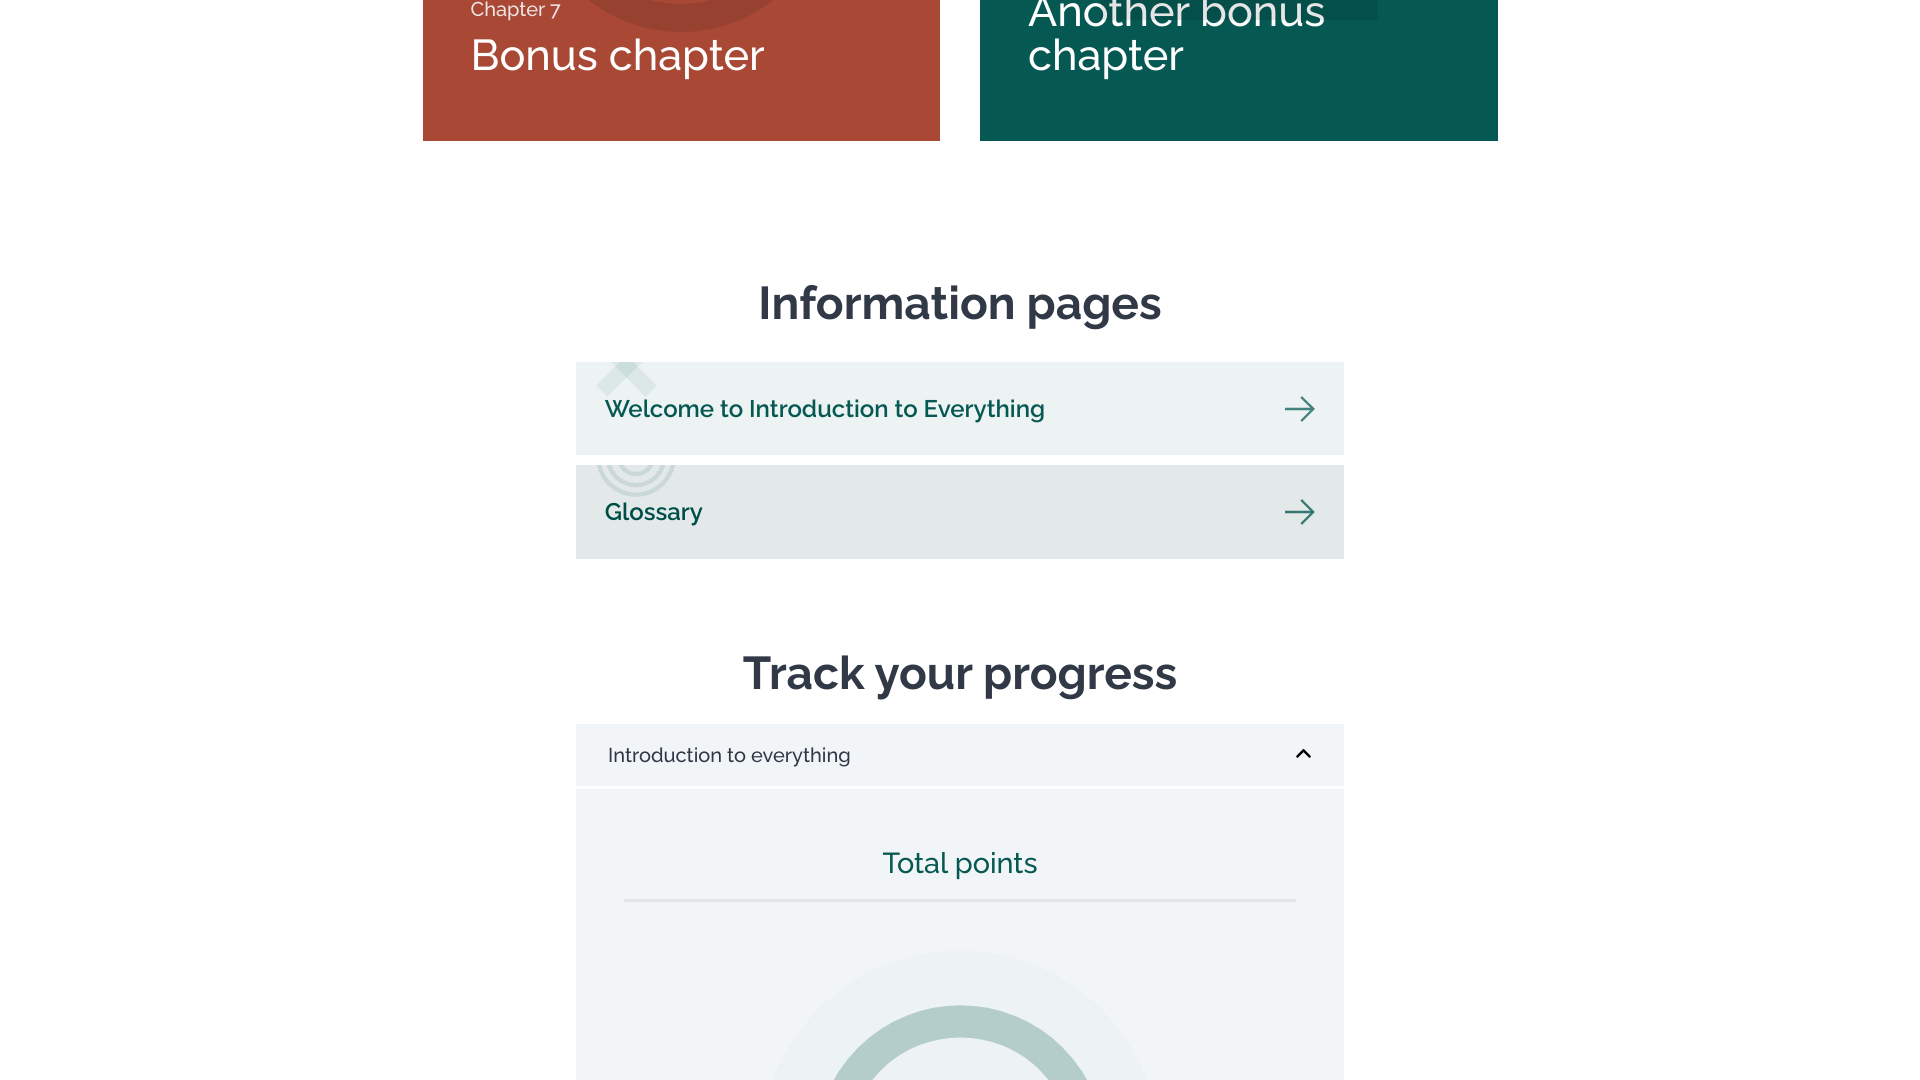 Chapter 7
Bonus chapter
Another bonus
chapter
Information pages
Welcome to Introduction to Everything
Glossary
Track your progress
Introduction to everything
Total points